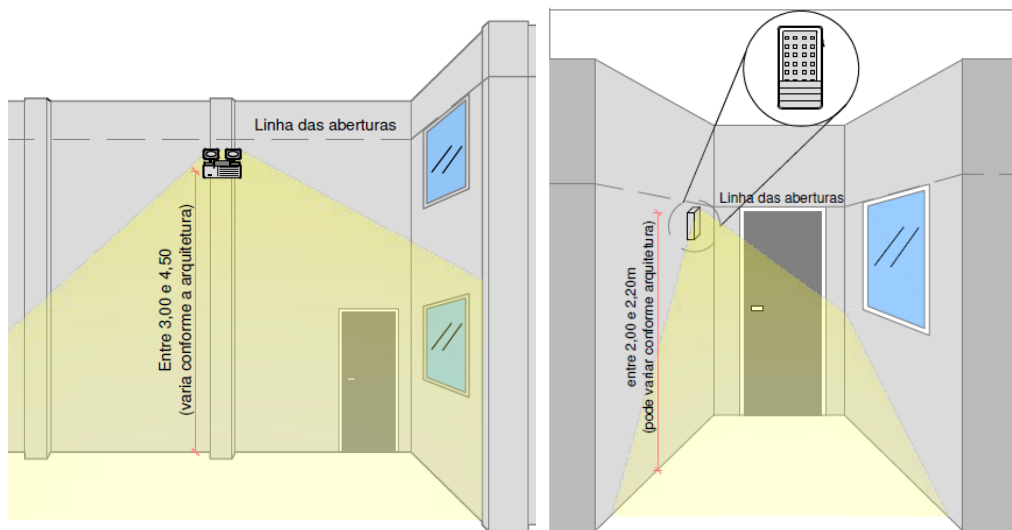 Linha das aberturas
Entre 3,00 e 4,50
(varia conforme a arquitetura)
Linha das aberturas
entre 2,00 e 2,20m
(pode variar conforme arquitetura)